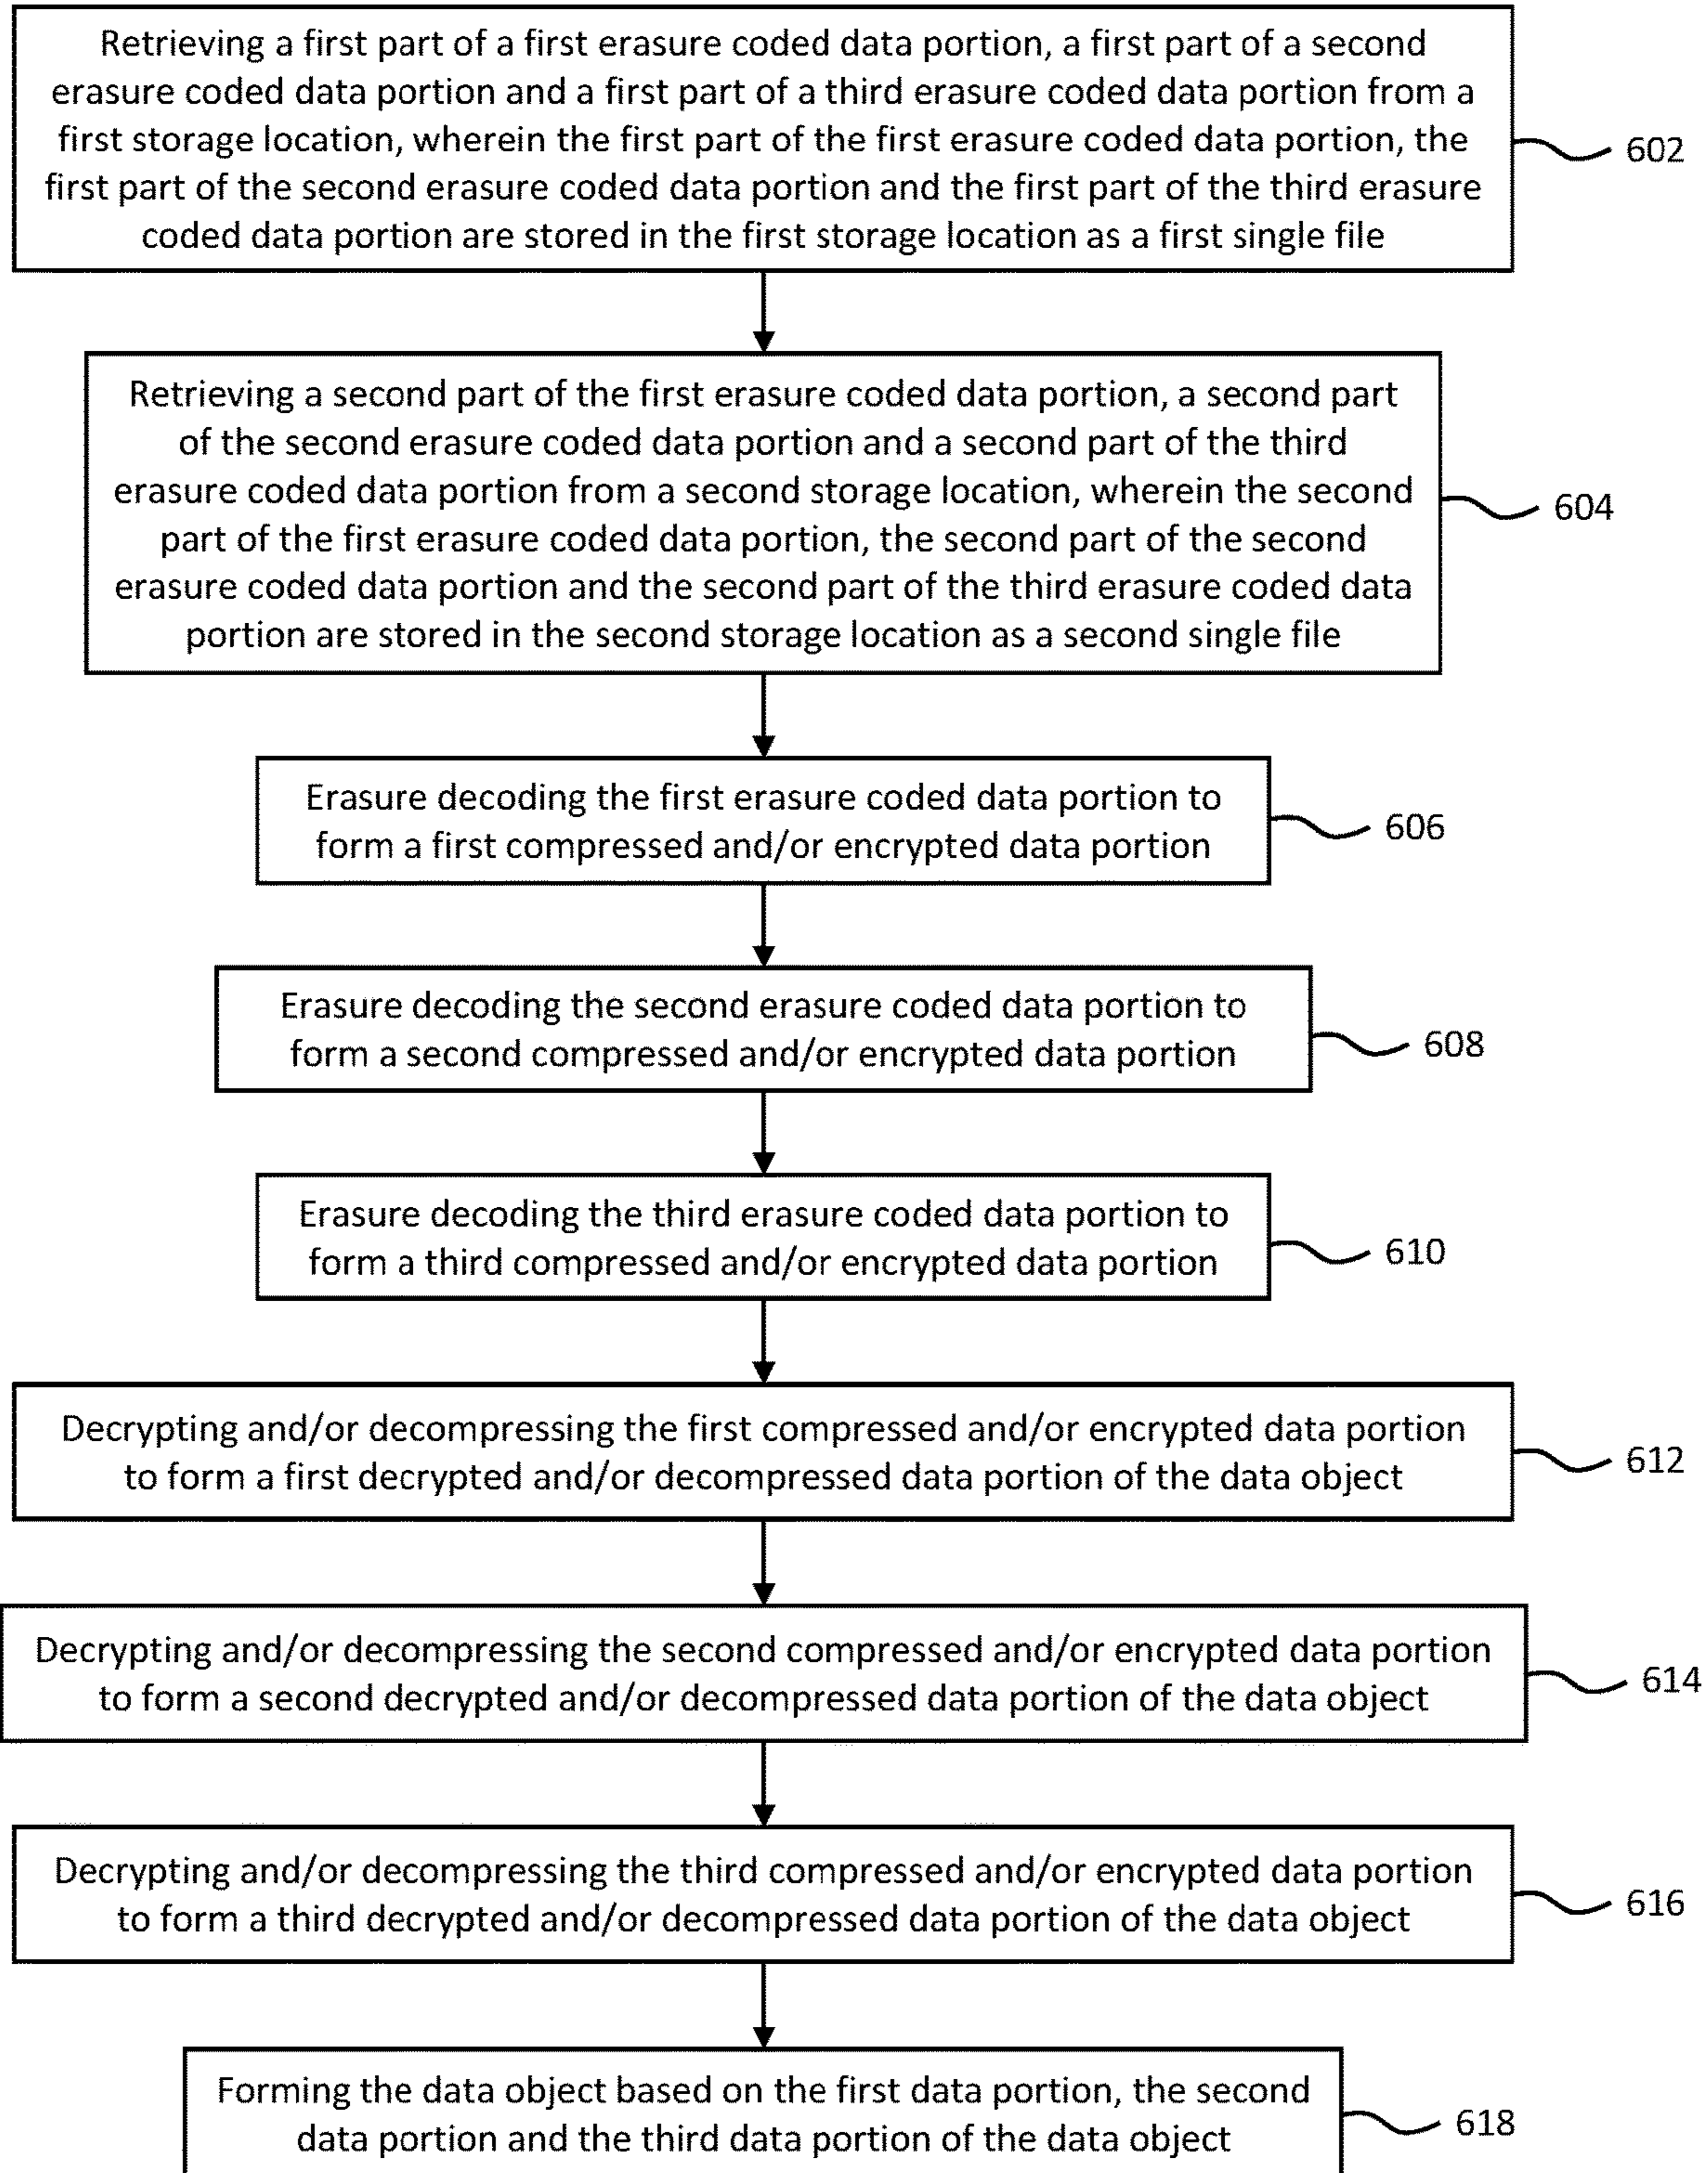 Retrieving a first part of a first erasure coded data portion, a first part of a second
erasure coded data portion and a first part of a third erasure coded data portion from a
first storage location, wherein the first part of the first erasure coded data portion, the
first part of the second erasure coded data portion and the first part of the third erasure
coded data portion are stored in the first storage location as a first single file
602
Retrieving a second part of the first erasure coded data portion, a second part
of the second erasure coded data portion and a second part of the third
erasure coded data portion from a second storage location, wherein the second
part of the first erasure coded data portion, the second part of the second
erasure coded data portion and the second part of the third erasure coded data
portion are stored in the second storage location as a second single file
604
Erasure decoding the first erasure coded data portion to
form a first compressed and/or encrypted data portion
606
Erasure decoding the second erasure coded data portion to
form a second compressed and/or encrypted data portion
608
Erasure decoding the third erasure coded data portion to
form a third compressed and/or encrypted data portion
610
Decrypting and/or decompressing the first compressed and/or encrypted data portion
to form a first decrypted and/or decompressed data portion of the data object
612
Decrypting and/or decompressing the second compressed and/or encrypted data portion
to form a second decrypted and/or decompressed data portion of the data object
614
Decrypting and/or decompressing the third compressed and/or encrypted data portion
to form a third decrypted and/or decompressed data portion of the data object
616
Forming the data object based on the first data portion, the second
data portion and the third data portion of the data object
618